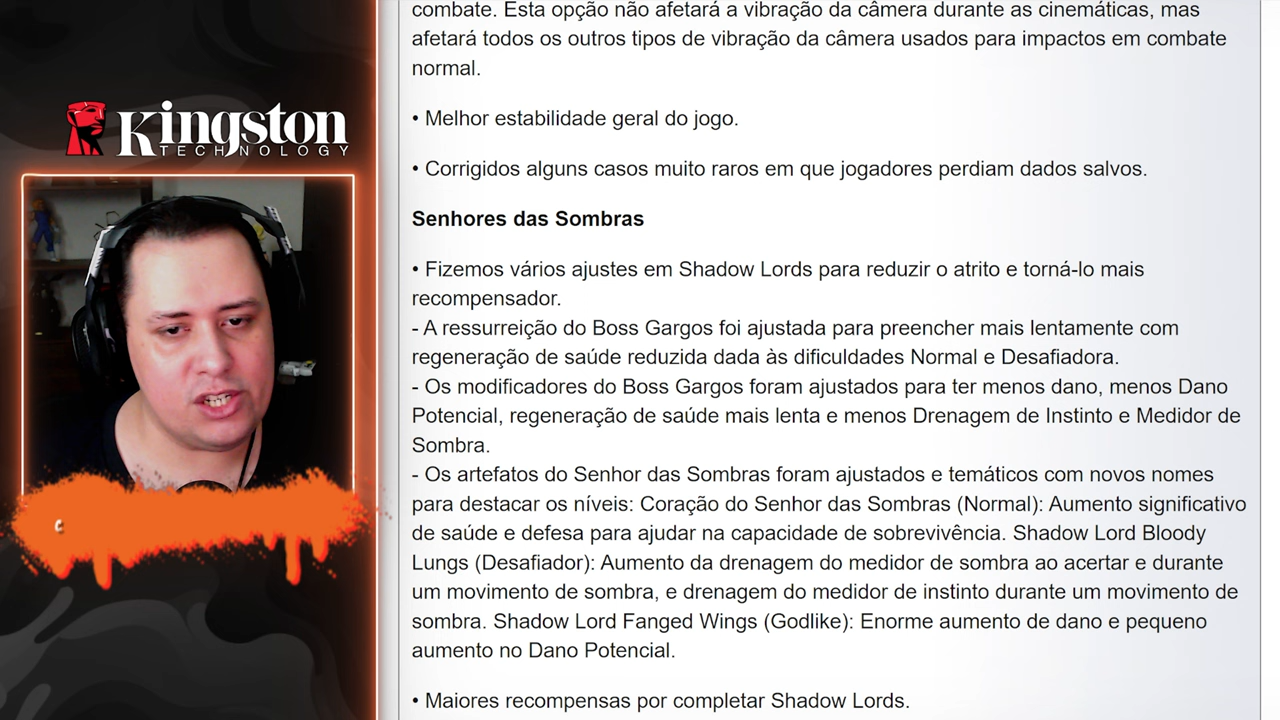 Kingston
TECHNOLOGY
combate. Esta opção não afetará a vibração da câmera durante as cinemáticas, mas
afetará todos os outros tipos de vibração da câmera usados para impactos em combate
normal.
• Melhor estabilidade geral do jogo.
• Corrigidos alguns casos muito raros em que jogadores perdiam dados salvos.
Senhores das Sombras
• Fizemos vários ajustes em Shadow Lords para reduzir o atrito e torná-lo mais
recompensador.
- A ressurreição do Boss Gargos foi ajustada para preencher mais lentamente com
regeneração de saúde reduzida dada às dificuldades Normal e Desafiadora.
- Os modificadores do Boss Gargos foram ajustados para ter menos dano, menos Dano
Potencial, regeneração de saúde mais lenta e menos Drenagem de Instinto e Medidor de
Sombra.
- Os artefatos do Senhor das Sombras foram ajustados e temáticos com novos nomes
para destacar os níveis: Coração do Senhor das Sombras (Normal): Aumento significativo
de saúde e defesa para ajudar na capacidade de sobrevivência. Shadow Lord Bloody
Lungs (Desafiador): Aumento da drenagem do medidor de sombra ao acertar e durante
um movimento de sombra, e drenagem do medidor de instinto durante um movimento de
sombra. Shadow Lord Fanged Wings (Godlike): Enorme aumento de dano e pequeno
aumento no Dano Potencial.
• Maiores recompensas por completar Shadow Lords.